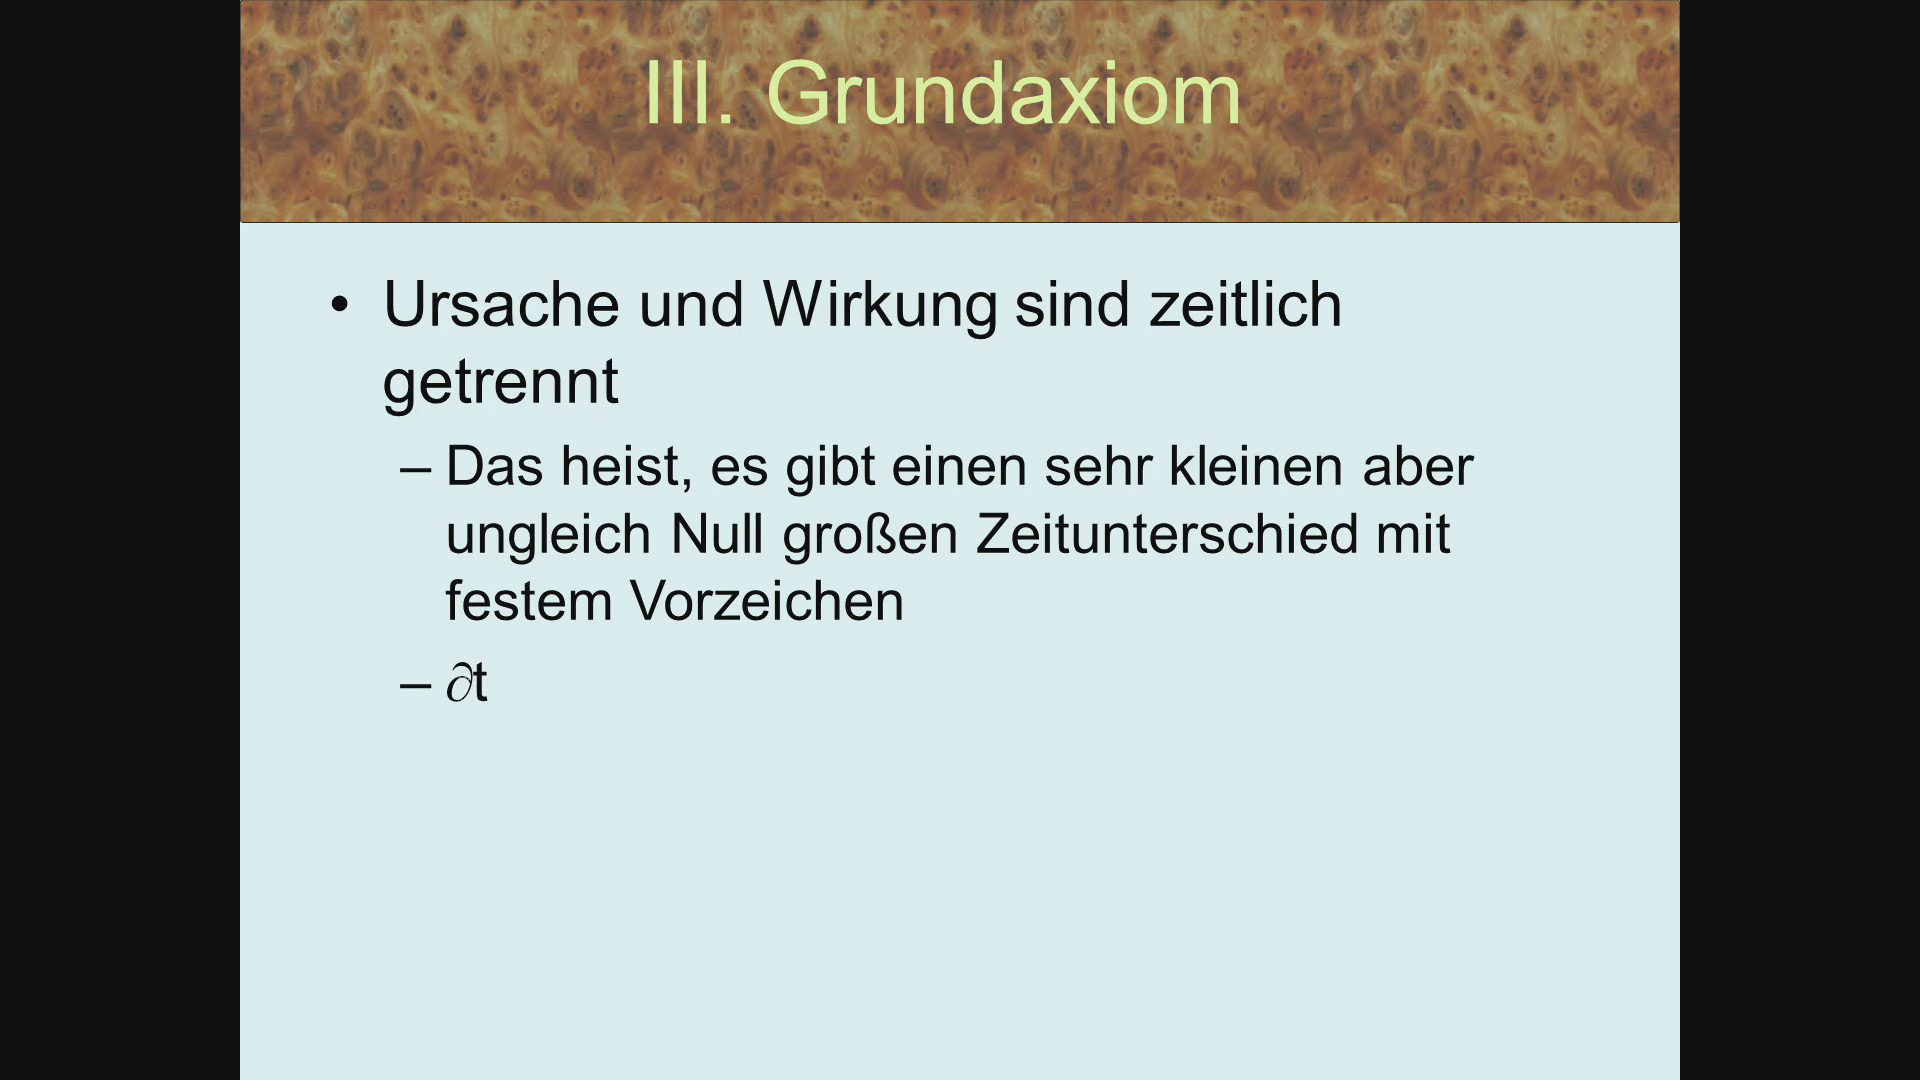 III. Grundaxiom
• Ursache und Wirkung sind zeitlich
getrennt
– Das heist, es gibt einen sehr kleinen aber
ungleich Null großen Zeitunterschied mit
festem Vorzeichen
– ∂t